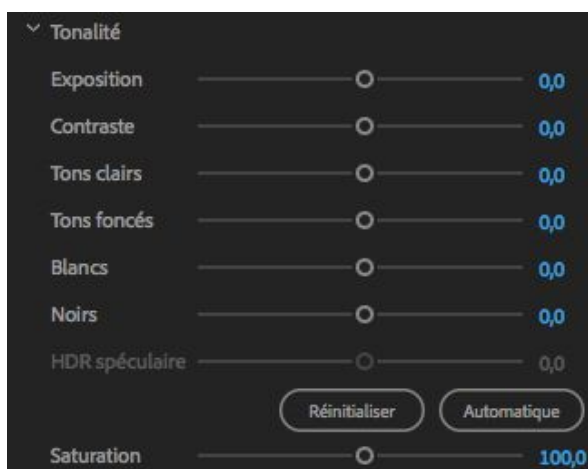 Tonalité
Exposition 0,0
Contraste 0,0
Tons clairs 0,0
Tons foncés 0,0
Blancs 0,0
Noirs 0,0
HDR spéculaire 0,0
Réinitialiser Automatique
Saturation 100,0